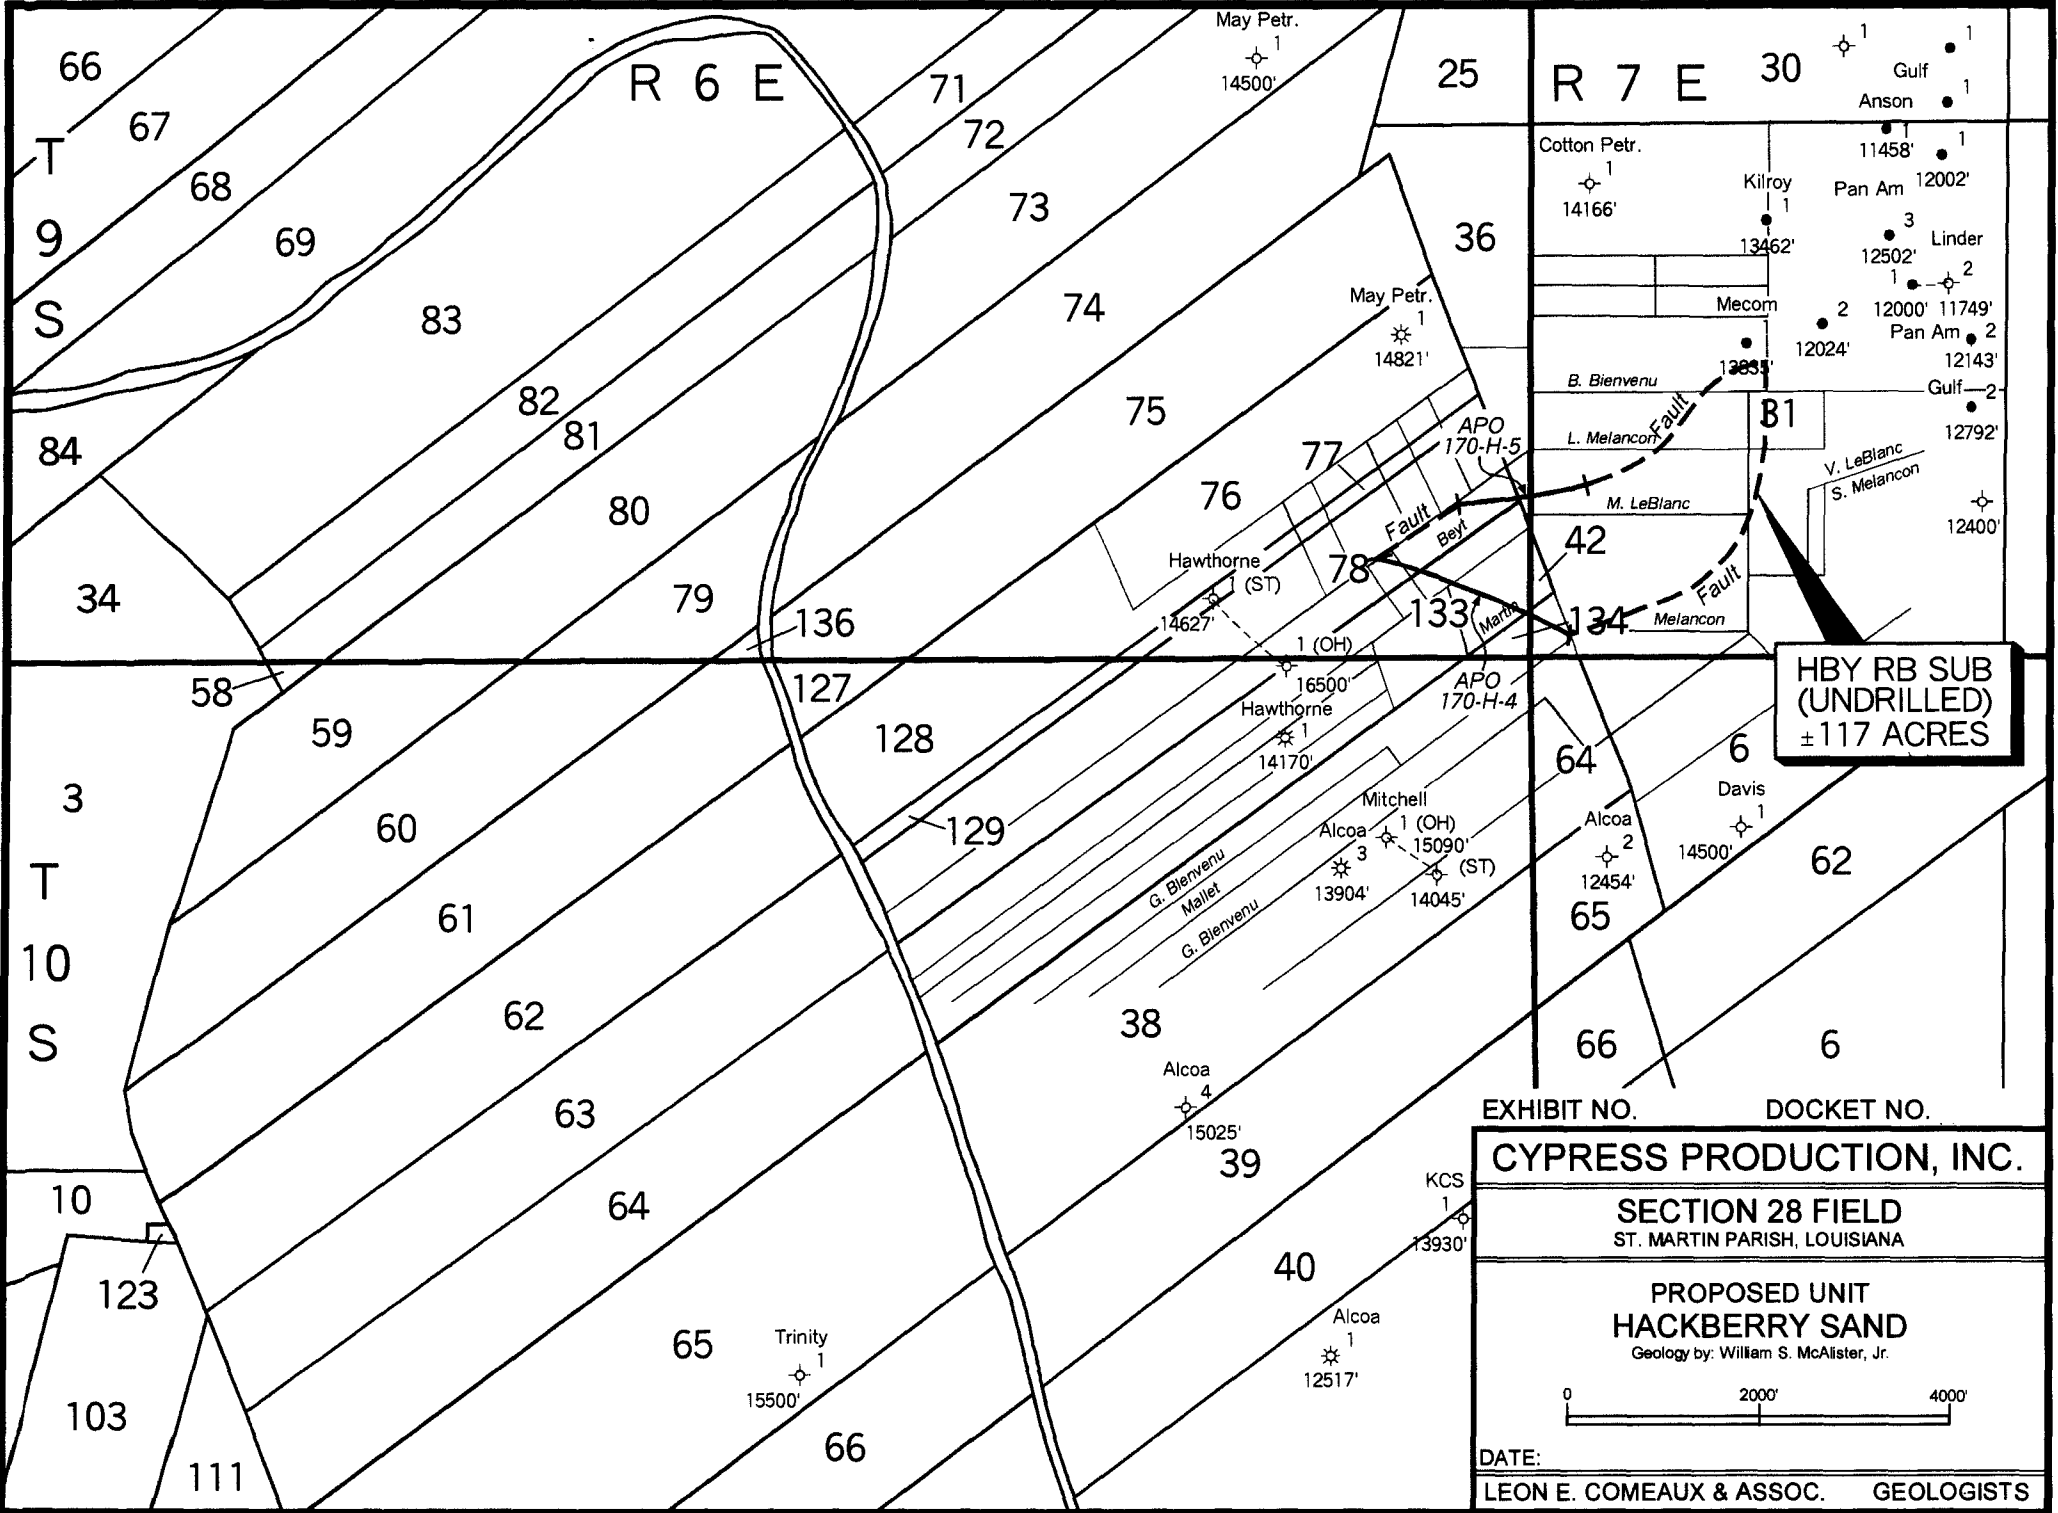 66
67
68
69
T
9
S
R 6 E
71
72
73
74
75
76
77
78
83
82
81
80
79
84
34
136
May Petr.
1
14500'
25
36
R 7 E
30
1
1
Gulf
Anson
1
1
11458'
1
12002'
Cotton Petr.
1
14166'
Kilroy
1
13462'
Pan Am
3
12502'
Linder
1
2
12000'
11749'
Mecom
2
12024'
Pan Am
2
12143'
May Petr.
1
14821'
B. Bienvenu
Gulf
2
12792'
31
L. Melancon
Fault
APO
170-H-5
V. LeBlanc
S. Melancon
M. LeBlanc
12400'
Fault
Beyt
42
Hawthorne
1 (ST)
14627'
133
Martin
134
Melancon
Fault
1 (OH)
16500'
APO
170-H-4
HBY RB SUB
(UNDRILLED)
±117 ACRES
Hawthorne
1
14170'
58
59
60
61
62
63
64
65
66
127
128
129
3
T
10
S
10
123
103
111
64
6
Davis
1
14500'
62
Mitchell
1 (OH)
15090'
(ST)
14045'
Alcoa
3
13904'
Alcoa
2
12454'
65
G. Bienvenu
Mallet
G. Bienvenu
38
66
6
Alcoa
4
15025'
39
KCS
1
13930'
40
Alcoa
1
12517'
Trinity
1
15500'
EXHIBIT NO. DOCKET NO.
CYPRESS PRODUCTION, INC.
SECTION 28 FIELD
ST. MARTIN PARISH, LOUISIANA
PROPOSED UNIT
HACKBERRY SAND
Geology by: William S. McAlister, Jr.
0 2000' 4000'
DATE:
LEON E. COMEAUX & ASSOC. GEOLOGISTS